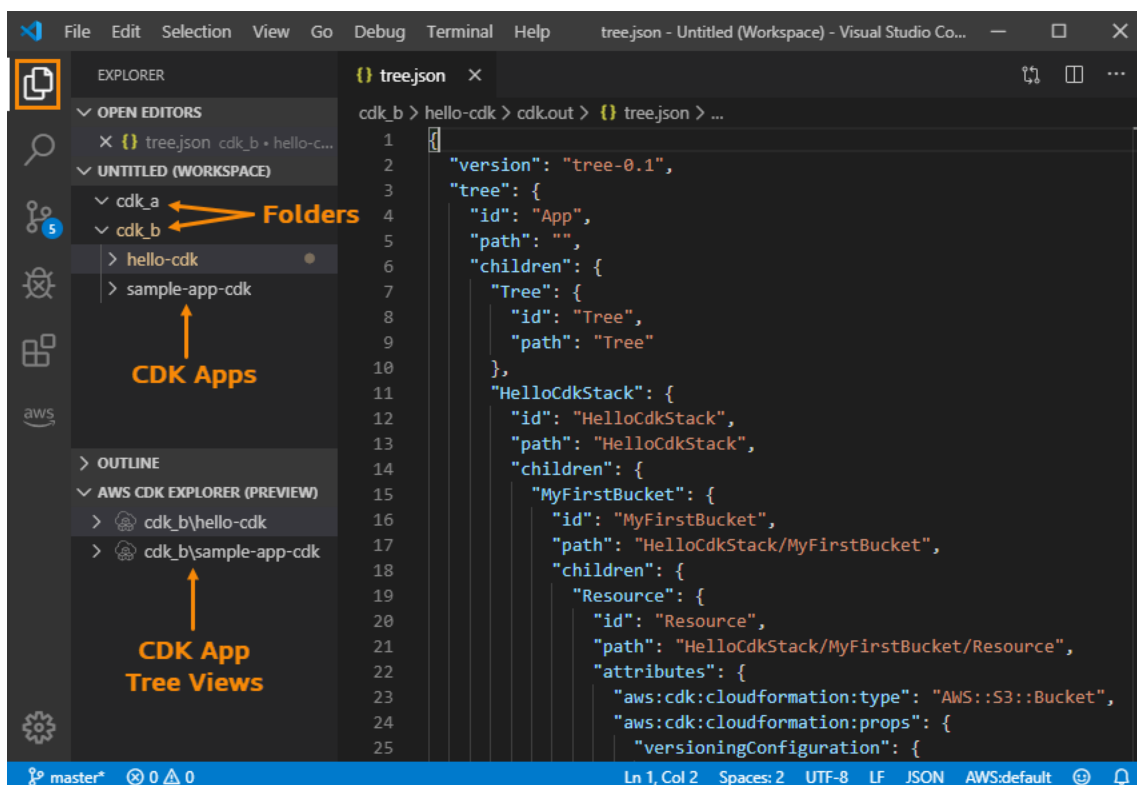 File Edit Selection View Go Debug Terminal Help tree.json - Untitled (Workspace) - Visual Studio Co...
EXPLORER
OPEN EDITORS
{} tree.json cdk_b • hello-c...
UNTITLED (WORKSPACE)
cdk_a
Folders
cdk_b
hello-cdk
sample-app-cdk
CDK Apps
5
aws
OUTLINE
AWS CDK EXPLORER (PREVIEW)
cdk_b\hello-cdk
cdk_b\sample-app-cdk
CDK App
Tree Views
{} tree.json
cdk_b > hello-cdk > cdk.out > {} tree.json > ...
1 {
2 "version": "tree-0.1",
3 "tree": {
4 "id": "App",
5 "path": "",
6 "children": {
7 "Tree": {
8 "id": "Tree",
9 "path": "Tree"
10 },
11 "HelloCdkStack": {
12 "id": "HelloCdkStack",
13 "path": "HelloCdkStack",
14 "children": {
15 "MyFirstBucket": {
16 "id": "MyFirstBucket",
17 "path": "HelloCdkStack/MyFirstBucket",
18 "children": {
19 "Resource": {
20 "id": "Resource",
21 "path": "HelloCdkStack/MyFirstBucket/Resource",
22 "attributes": {
23 "aws:cdk:cloudformation:type": "AWS::S3::Bucket",
24 "aws:cdk:cloudformation:props": {
25 "versioningConfiguration": {
master* 0 0 Ln 1, Col 2 Spaces: 2 UTF-8 LF JSON AWS:default